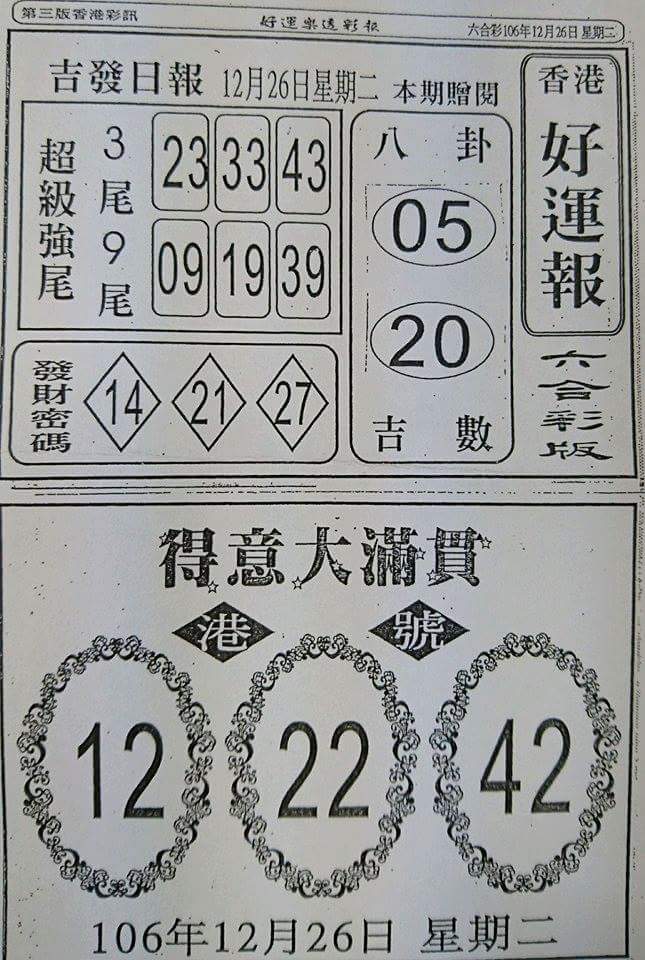 第三版香港彩訊 好運樂透彩報 六合彩106年12月26日 星期二
吉發日報 12月26日星期二 本期贈閱
香港
好運報
六合彩版
超級強尾
3尾 23 33 43
9尾 09 19 39
八卦
05
20
吉數
發財密碼 14 21 27
得意大滿貫
港號
12 22 42
106年12月26日 星期二